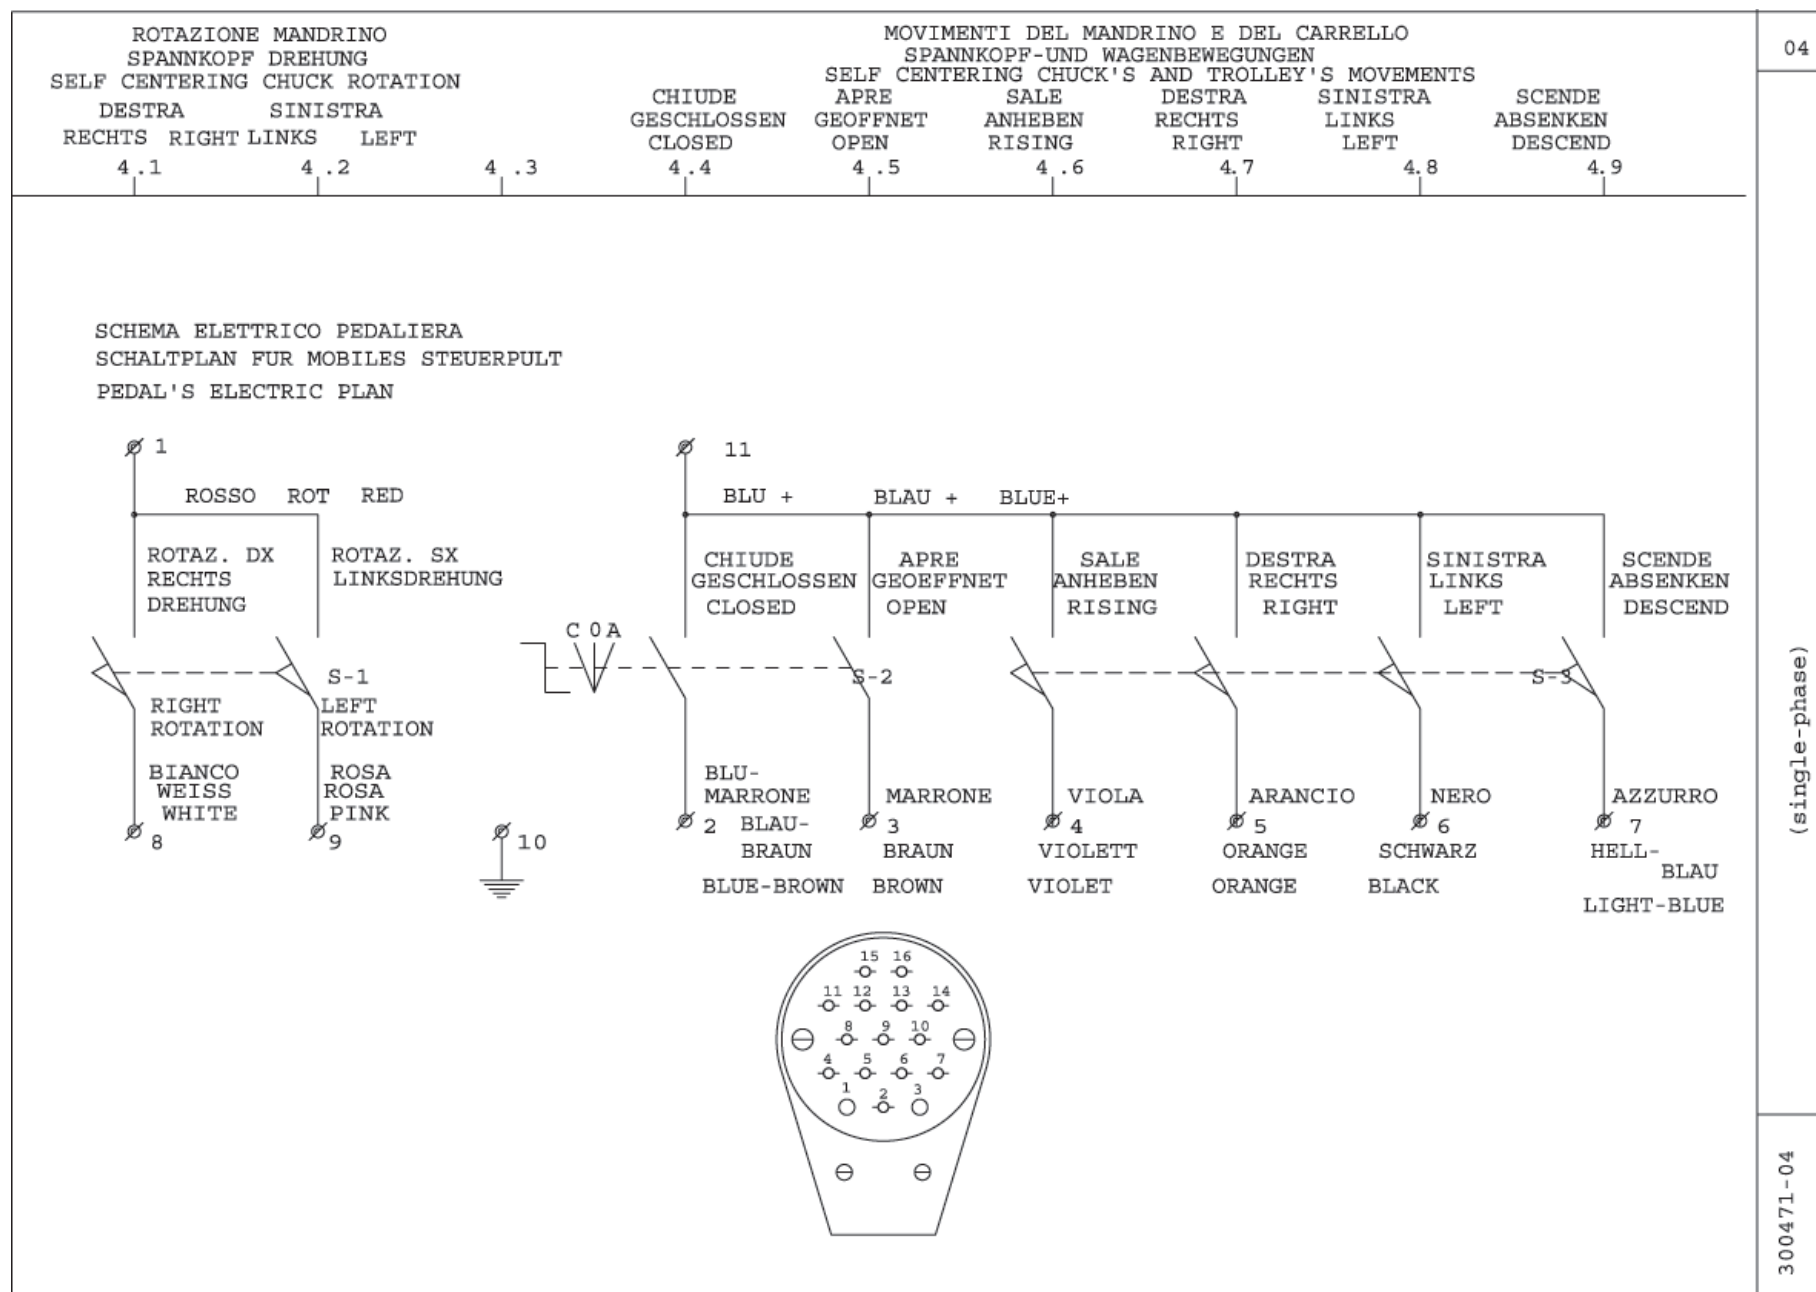 ROTAZIONE MANDRINO
SPANNKOPF DREHUNG
SELF CENTERING CHUCK ROTATION
DESTRA SINISTRA
RECHTS RIGHT LINKS LEFT
MOVIMENTI DEL MANDRINO E DEL CARRELLO
SPANNKOPF-UND WAGENBEWEGUNGEN
SELF CENTERING CHUCK'S AND TROLLEY'S MOVEMENTS
CHIUDE APRE SALE DESTRA SINISTRA SCENDE
GESCHLOSSEN GEOFFNET ANHEBEN RECHTS LINKS ABSENKEN
CLOSED OPEN RISING RIGHT LEFT DESCEND
4.1 4.2 4.3 4.4 4.5 4.6 4.7 4.8 4.9
04
SCHEMA ELETTRICO PEDALIERA
SCHALTPLAN FUR MOBILES STEUERPULT
PEDAL'S ELECTRIC PLAN
1 11
ROSSO ROT RED BLU + BLAU + BLUE+
ROTAZ. DX
RECHTS
DREHUNG
ROTAZ. SX
LINKSDREHUNG
CHIUDE APRE SALE DESTRA SINISTRA SCENDE
GESCHLOSSEN GEOEFFNET ANHEBEN RECHTS LINKS ABSENKEN
CLOSED OPEN RISING RIGHT LEFT DESCEND
C 0 A
S-1 S-2 S-3
RIGHT
ROTATION
LEFT
ROTATION
BIANCO
WEISS
WHITE
8
ROSA
ROSA
PINK
9
10
BLU-
MARRONE
2 BLAU-
BRAUN
BLUE-BROWN
MARRONE
3
BRAUN
BROWN
VIOLA
4
VIOLETT
VIOLET
ARANCIO
5
ORANGE
ORANGE
NERO
6
SCHWARZ
BLACK
AZZURRO
7
HELL-
BLAU
LIGHT-BLUE
15 16
11 12 13 14
8 9 10
4 5 6 7
1 2 3
(single-phase)
300471-04